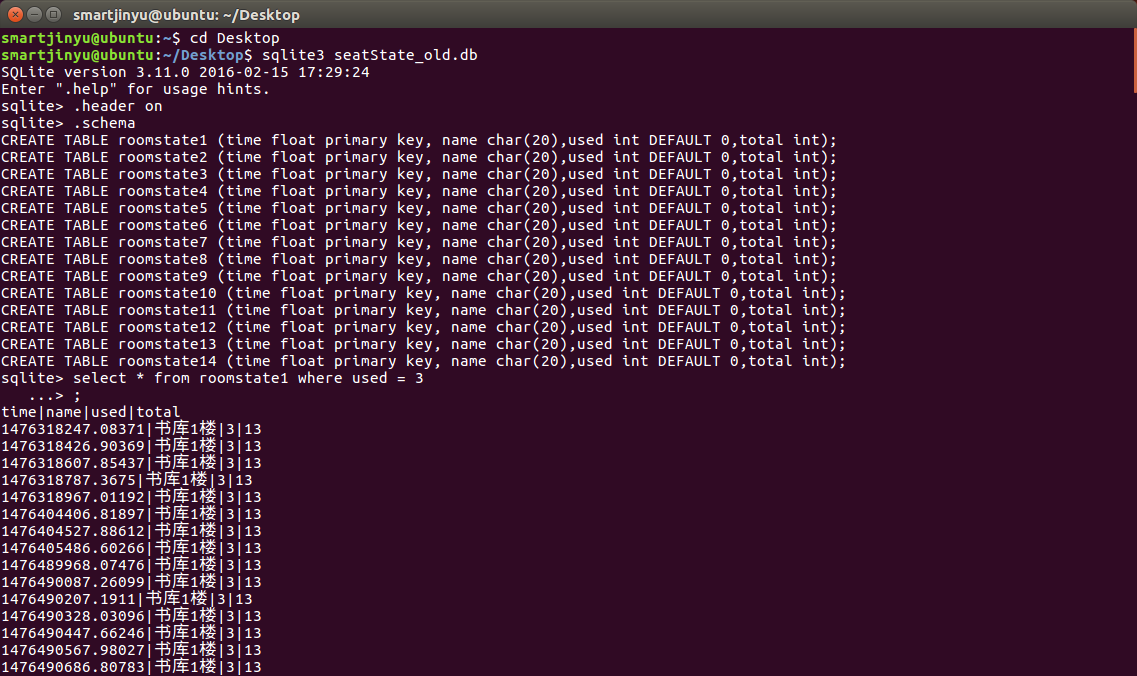 smartjinyu@ubuntu: ~/Desktop
smartjinyu@ubuntu:~$ cd Desktop
smartjinyu@ubuntu:~/Desktop$ sqlite3 seatState_old.db
SQLite version 3.11.0 2016-02-15 17:29:24
Enter ".help" for usage hints.
sqlite> .header on
sqlite> .schema
CREATE TABLE roomstate1 (time float primary key, name char(20),used int DEFAULT 0,total int);
CREATE TABLE roomstate2 (time float primary key, name char(20),used int DEFAULT 0,total int);
CREATE TABLE roomstate3 (time float primary key, name char(20),used int DEFAULT 0,total int);
CREATE TABLE roomstate4 (time float primary key, name char(20),used int DEFAULT 0,total int);
CREATE TABLE roomstate5 (time float primary key, name char(20),used int DEFAULT 0,total int);
CREATE TABLE roomstate6 (time float primary key, name char(20),used int DEFAULT 0,total int);
CREATE TABLE roomstate7 (time float primary key, name char(20),used int DEFAULT 0,total int);
CREATE TABLE roomstate8 (time float primary key, name char(20),used int DEFAULT 0,total int);
CREATE TABLE roomstate9 (time float primary key, name char(20),used int DEFAULT 0,total int);
CREATE TABLE roomstate10 (time float primary key, name char(20),used int DEFAULT 0,total int);
CREATE TABLE roomstate11 (time float primary key, name char(20),used int DEFAULT 0,total int);
CREATE TABLE roomstate12 (time float primary key, name char(20),used int DEFAULT 0,total int);
CREATE TABLE roomstate13 (time float primary key, name char(20),used int DEFAULT 0,total int);
CREATE TABLE roomstate14 (time float primary key, name char(20),used int DEFAULT 0,total int);
sqlite> select * from roomstate1 where used = 3
   ...> ;
time|name|used|total
1476318247.08371|书库1楼|3|13
1476318426.90369|书库1楼|3|13
1476318607.85437|书库1楼|3|13
1476318787.3675|书库1楼|3|13
1476318967.01192|书库1楼|3|13
1476404406.81897|书库1楼|3|13
1476404527.88612|书库1楼|3|13
1476405486.60266|书库1楼|3|13
1476489968.07476|书库1楼|3|13
1476490087.26099|书库1楼|3|13
1476490207.1911|书库1楼|3|13
1476490328.03096|书库1楼|3|13
1476490447.66246|书库1楼|3|13
1476490567.98027|书库1楼|3|13
1476490686.80783|书库1楼|3|13